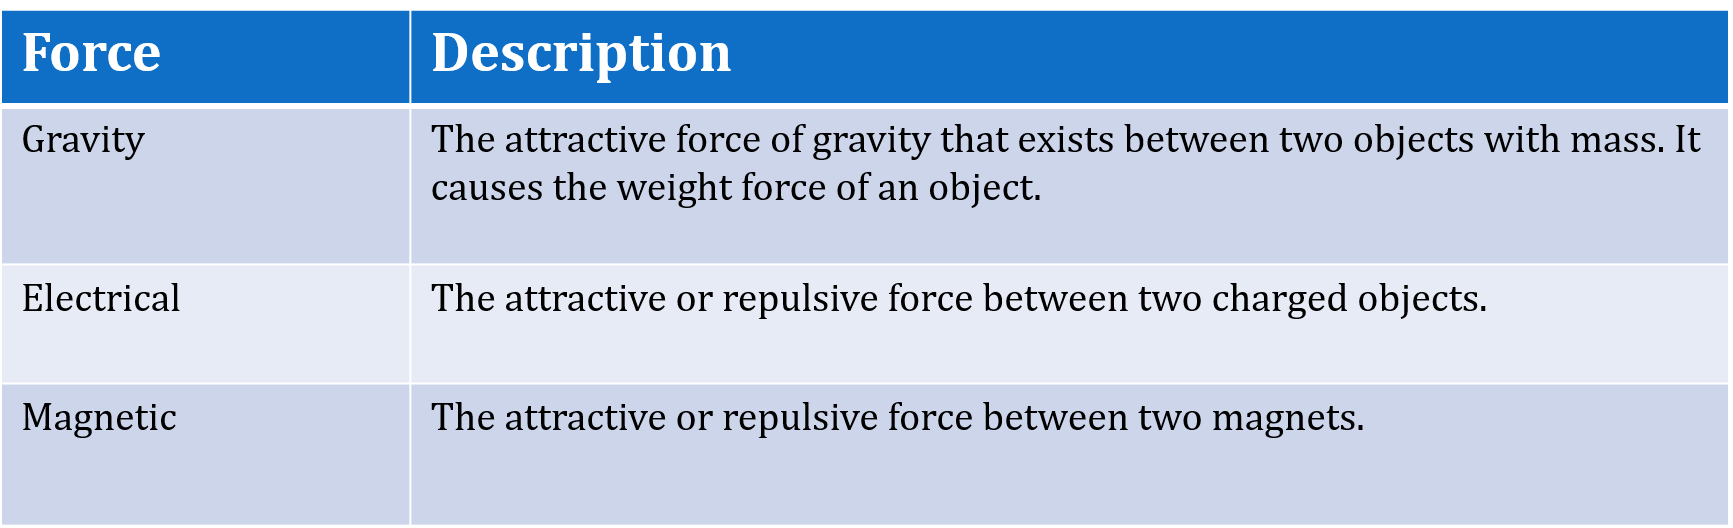 Force
Description
Gravity
The attractive force of gravity that exists between two objects with mass. It
causes the weight force of an object.
Electrical
The attractive or repulsive force between two charged objects.
Magnetic
The attractive or repulsive force between two magnets.